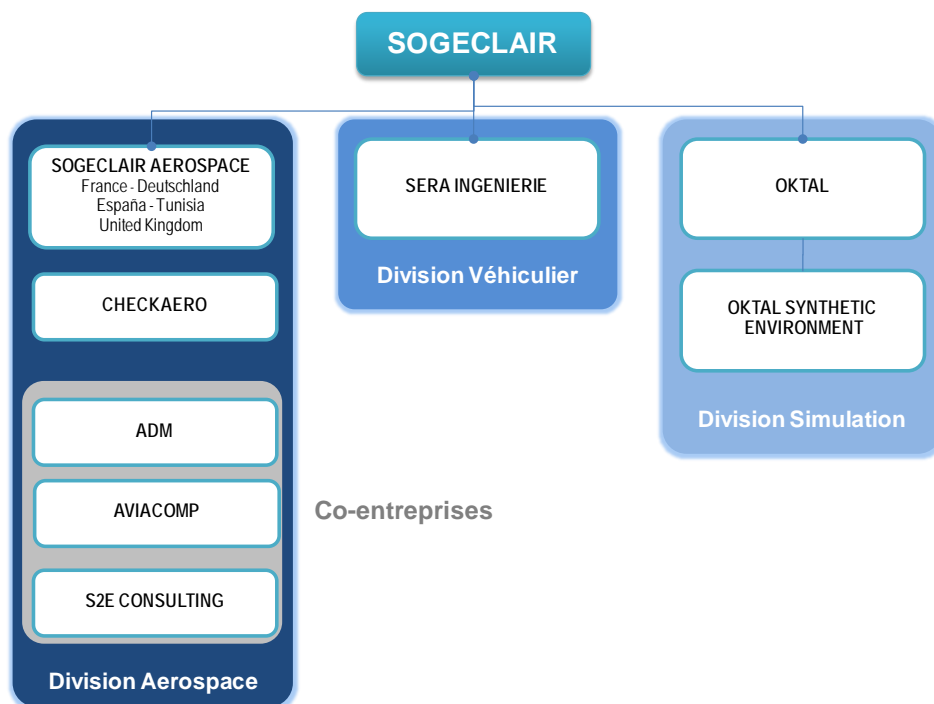 SOGECLAIR
SOGECLAIR AEROSPACE
France - Deutschland
España - Tunisia
United Kingdom
CHECKAERO
ADM
AVIACOMP
S2E CONSULTING
Division Aerospace
Co-entreprises
SERA INGENIERIE
Division Véhiculier
OKTAL
OKTAL SYNTHETIC
ENVIRONMENT
Division Simulation